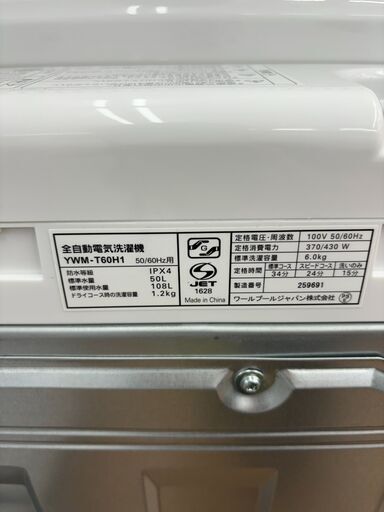 全自動電気洗濯機
YWM-T60H1 50/60Hz用
防水等級 IPX4
標準水量 50L
標準使用水量 108L
ドライコース時の洗濯 1.2kg
G
S
JET
1628
Made in China
定格電圧・周波数 100V 50/60Hz
定格消費電力 370/430 W
標準洗濯容量 6.0kg
定格時間 標準コース スピードコース 洗いのみ
34分 24分 15分
製造番号 259691
ワールプールジャパン株式会社
PS
E